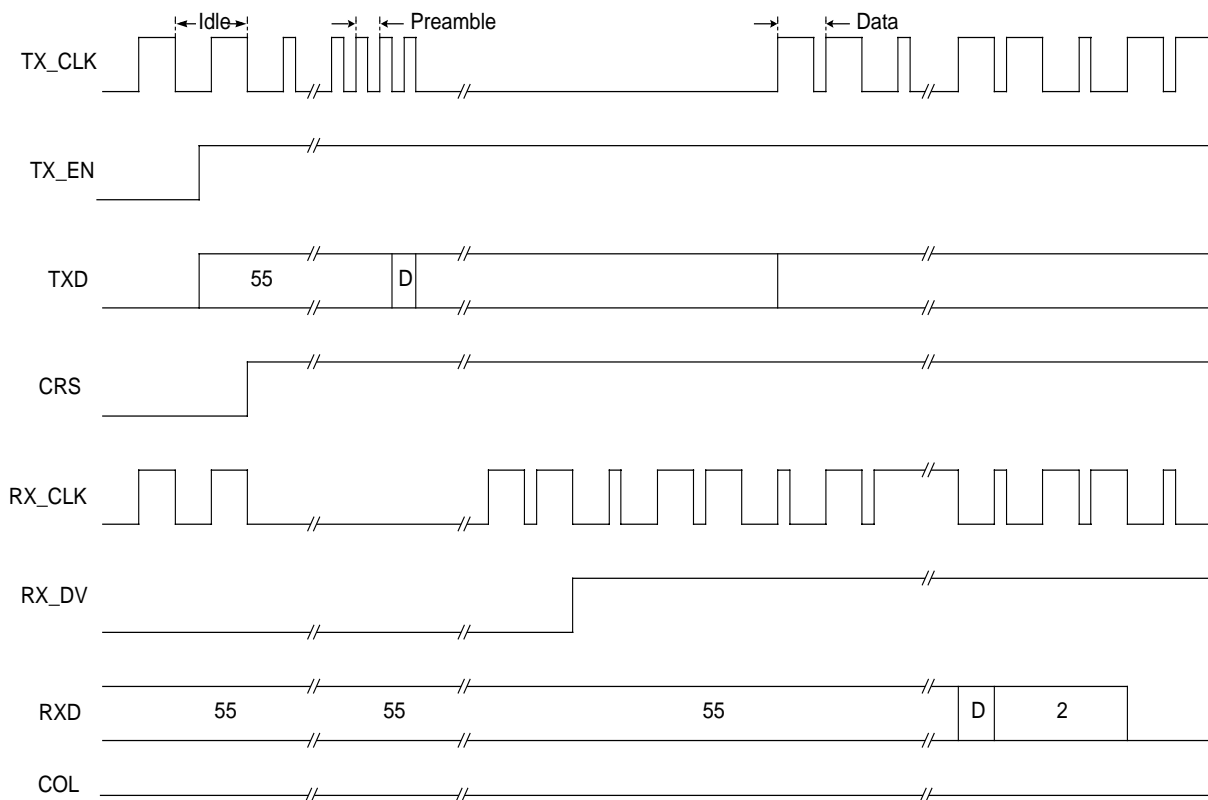 Idle
Preamble
Data
TX_CLK
TX_EN
TXD
55
D
CRS
RX_CLK
RX_DV
RXD
55
55
55
D
2
COL